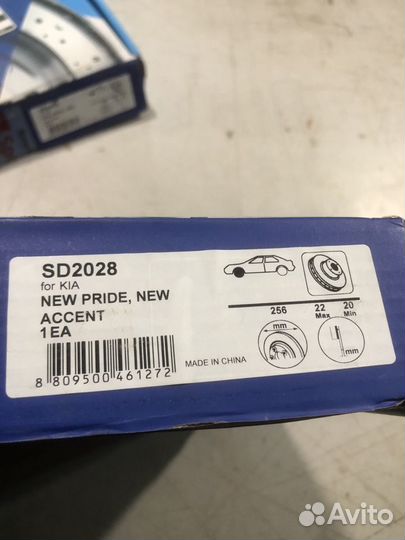 SD2028
for KIA
NEW PRIDE, NEW
ACCENT
1EA
8 809500 461272
MADE IN CHINA
256
22
Max
20
Min
mm
mm
Avito